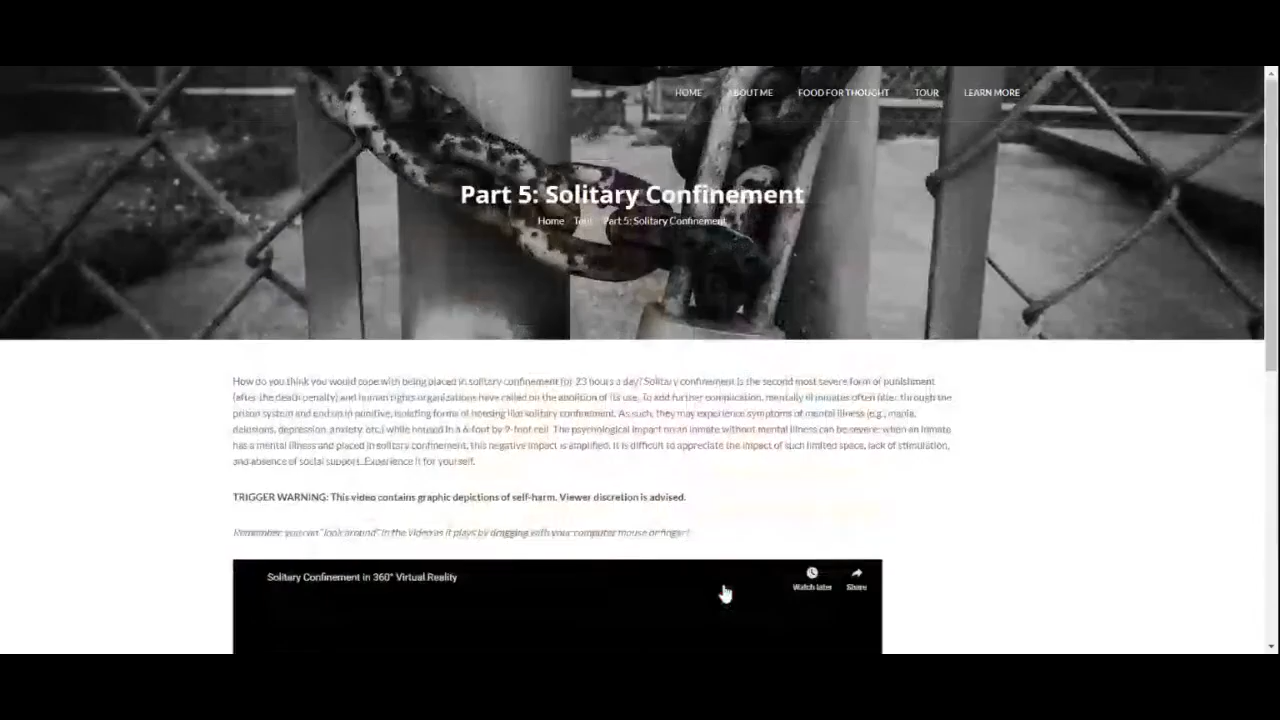 HOME ABOUT ME FOOD FOR THOUGHT TOUR LEARN MORE
Part 5: Solitary Confinement
Home Tour Part 5: Solitary Confinement
How do you think you would cope with being placed in solitary confinement for 23 hours a day? Solitary confinement is the second most severe form of punishment
(after the death penalty) and human rights organizations have called on the abolition of its use. To add further complication, mentally ill inmates often filter through the
prison system and end up in punitive, isolating forms of housing like solitary confinement. As such, they may experience symptoms of mental illness (e.g., mania,
delusions, depression, anxiety, etc.) while housed in a 6-foot by 9-foot cell. The psychological impact on an inmate without mental illness can be severe; when an inmate
has a mental illness and placed in solitary confinement, this negative impact is amplified. It is difficult to appreciate the impact of such limited space, lack of stimulation,
and absence of social support. Experience it for yourself.
TRIGGER WARNING: This video contains graphic depictions of self-harm. Viewer discretion is advised.
Remember: you can "look around" in the video as it plays by dragging with your computer mouse or finger!
Solitary Confinement in 360° Virtual Reality
Watch later Share